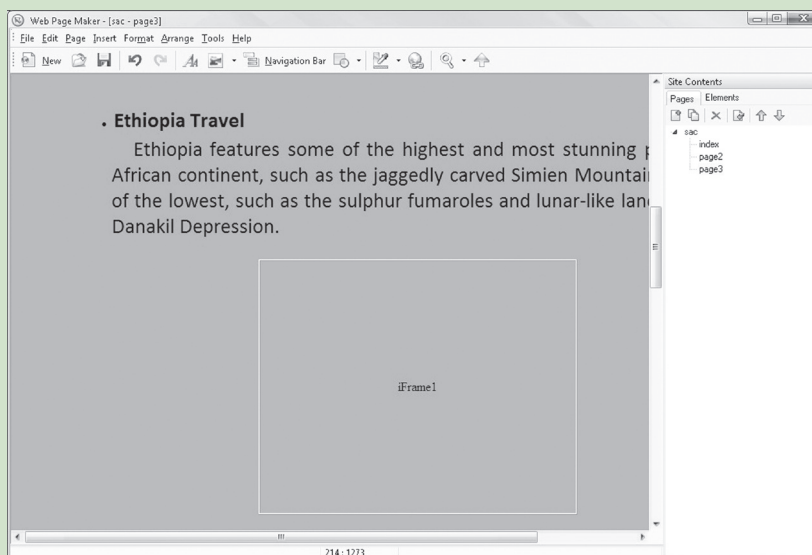 Web Page Maker - [sac - page3]
File Edit Page Insert Format Arrange Tools Help
New Navigation Bar
Site Contents
Pages Elements
sac
index
page2
page3
. Ethiopia Travel
Ethiopia features some of the highest and most stunning
African continent, such as the jaggedly carved Simien
of the lowest, such as the sulphur fumaroles and lunar-like
Danakil Depression.
iFrame1
214 : 1273